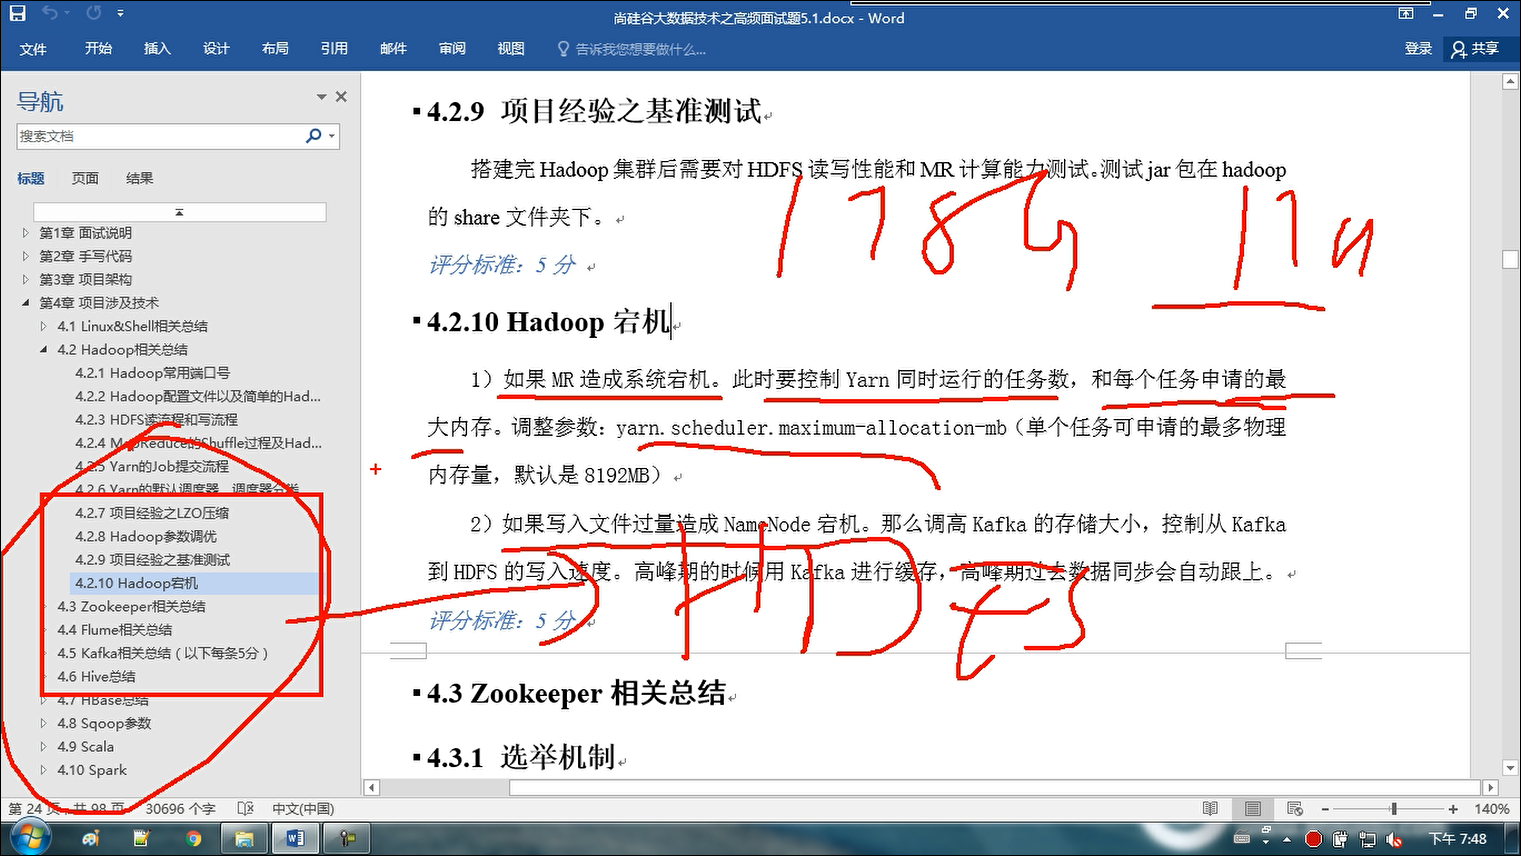 尚硅谷大数据技术之高频面试题5.1.docx - Word
文件 开始 插入 设计 布局 引用 邮件 审阅 视图 告诉我您想要做什么... 登录 共享
导航
搜索文档
标题 页面 结果
第1章 面试说明
第2章 手写代码
第3章 项目架构
第4章 项目涉及技术
4.1 Linux&Shell相关总结
4.2 Hadoop相关总结
4.2.1 Hadoop常用端口号
4.2.2 Hadoop配置文件以及简单的Had...
4.2.3 HDFS读流程和写流程
4.2.4 MapReduce的Shuffle过程及Had...
4.2.5 Yarn的Job提交流程
4.2.6 Yarn的默认调度器、调度器分类
4.2.7 项目经验之LZO压缩
4.2.8 Hadoop参数调优
4.2.9 项目经验之基准测试
4.2.10 Hadoop宕机
4.3 Zookeeper相关总结
4.4 Flume相关总结
4.5 Kafka相关总结（以下每条5分）
4.6 Hive总结
4.7 HBase总结
4.8 Sqoop参数
4.9 Scala
4.10 Spark
4.2.9 项目经验之基准测试
搭建完 Hadoop 集群后需要对 HDFS 读写性能和 MR 计算能力测试。测试 jar 包在 hadoop
的 share 文件夹下。
评分标准：5 分
4.2.10 Hadoop 宕机
1）如果 MR 造成系统宕机。此时要控制 Yarn 同时运行的任务数，和每个任务申请的最
大内存。调整参数：yarn.scheduler.maximum-allocation-mb（单个任务可申请的最多物理
内存量，默认是 8192MB）
2）如果写入文件过量造成 NameNode 宕机。那么调高 Kafka 的存储大小，控制从 Kafka
到 HDFS 的写入速度。高峰期的时候用 Kafka 进行缓存，高峰期过去数据同步会自动跟上。
评分标准：5 分
4.3 Zookeeper 相关总结
4.3.1 选举机制
第 24 页，共 98 页 30696 个字 中文(中国) 140%
下午 7:48